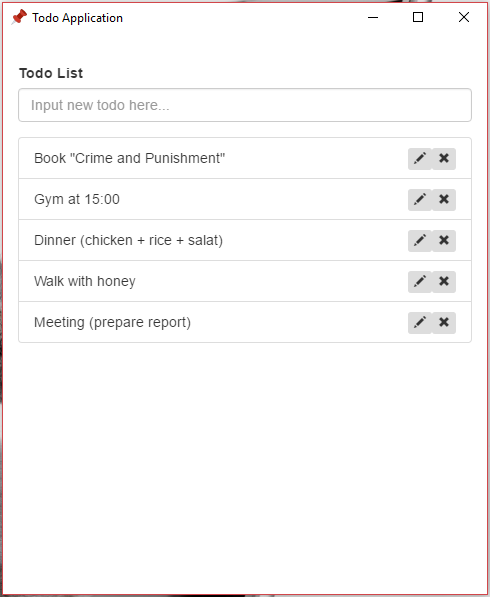 Todo Application
Todo List
Input new todo here...
Book "Crime and Punishment"
Gym at 15:00
Dinner (chicken + rice + salat)
Walk with honey
Meeting (prepare report)